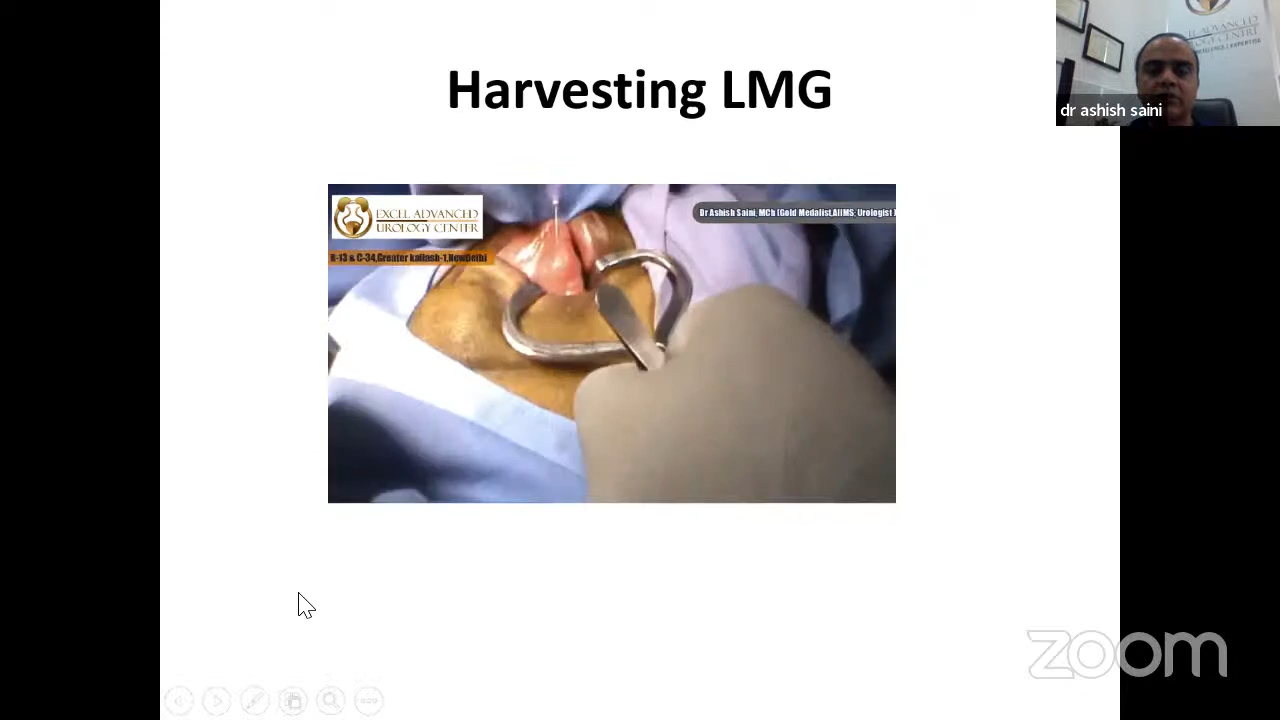 Harvesting LMG
dr ashish saini
EXCEL ADVANCED
UROLOGY CENTER
Dr Ashish Saini, MCh (Gold Medalist,AIIMS; Urologist )
R-13 & C-34,Greater kailash-1,NewDelhi
zoom